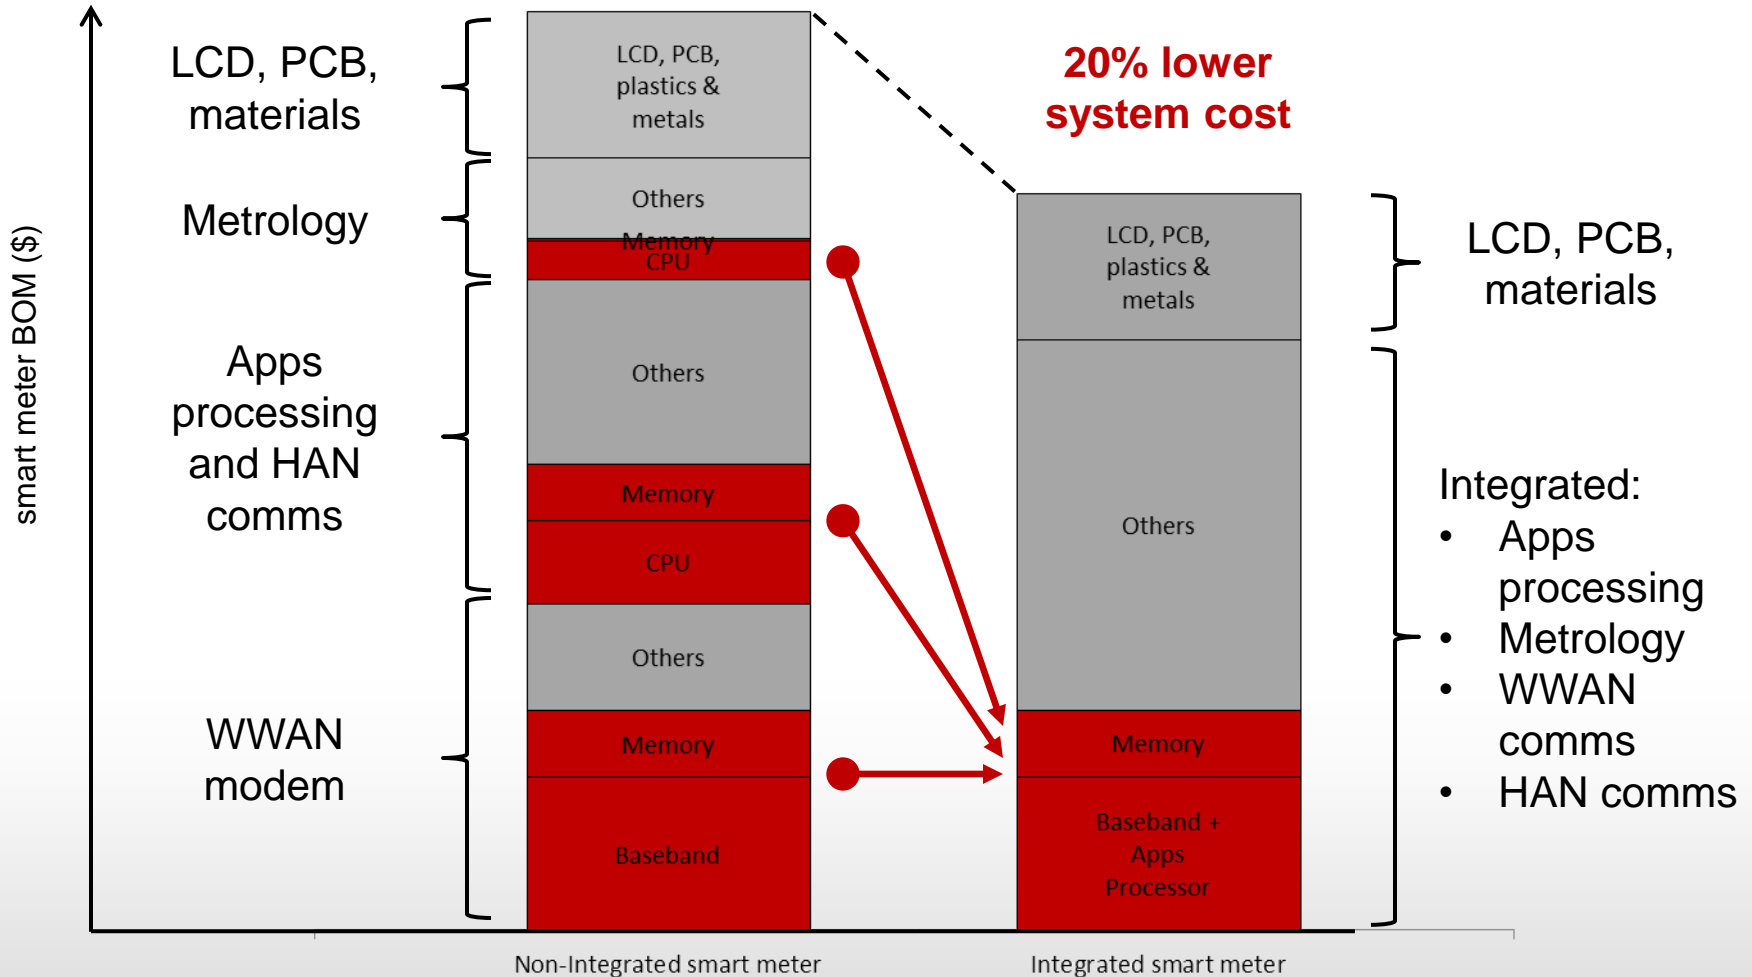 smart meter BOM ($)
LCD, PCB,
materials
Metrology
Apps
processing
and HAN
comms
WWAN
modem
LCD, PCB,
plastics &
metals
Others
Memory
CPU
Others
Memory
CPU
Others
Memory
Baseband
Non-Integrated smart meter
20% lower
system cost
LCD, PCB,
plastics &
metals
Others
Memory
Baseband +
Apps
Processor
Integrated smart meter
LCD, PCB,
materials
Integrated:
• Apps
processing
• Metrology
• WWAN
comms
• HAN comms